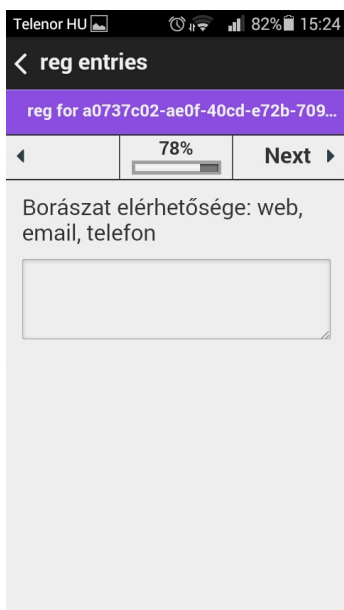 Telenor HU 82% 15:24
reg entries
reg for a0737c02-ae0f-40cd-e72b-709...
78%
Next
Borászat elérhetősége: web,
email, telefon